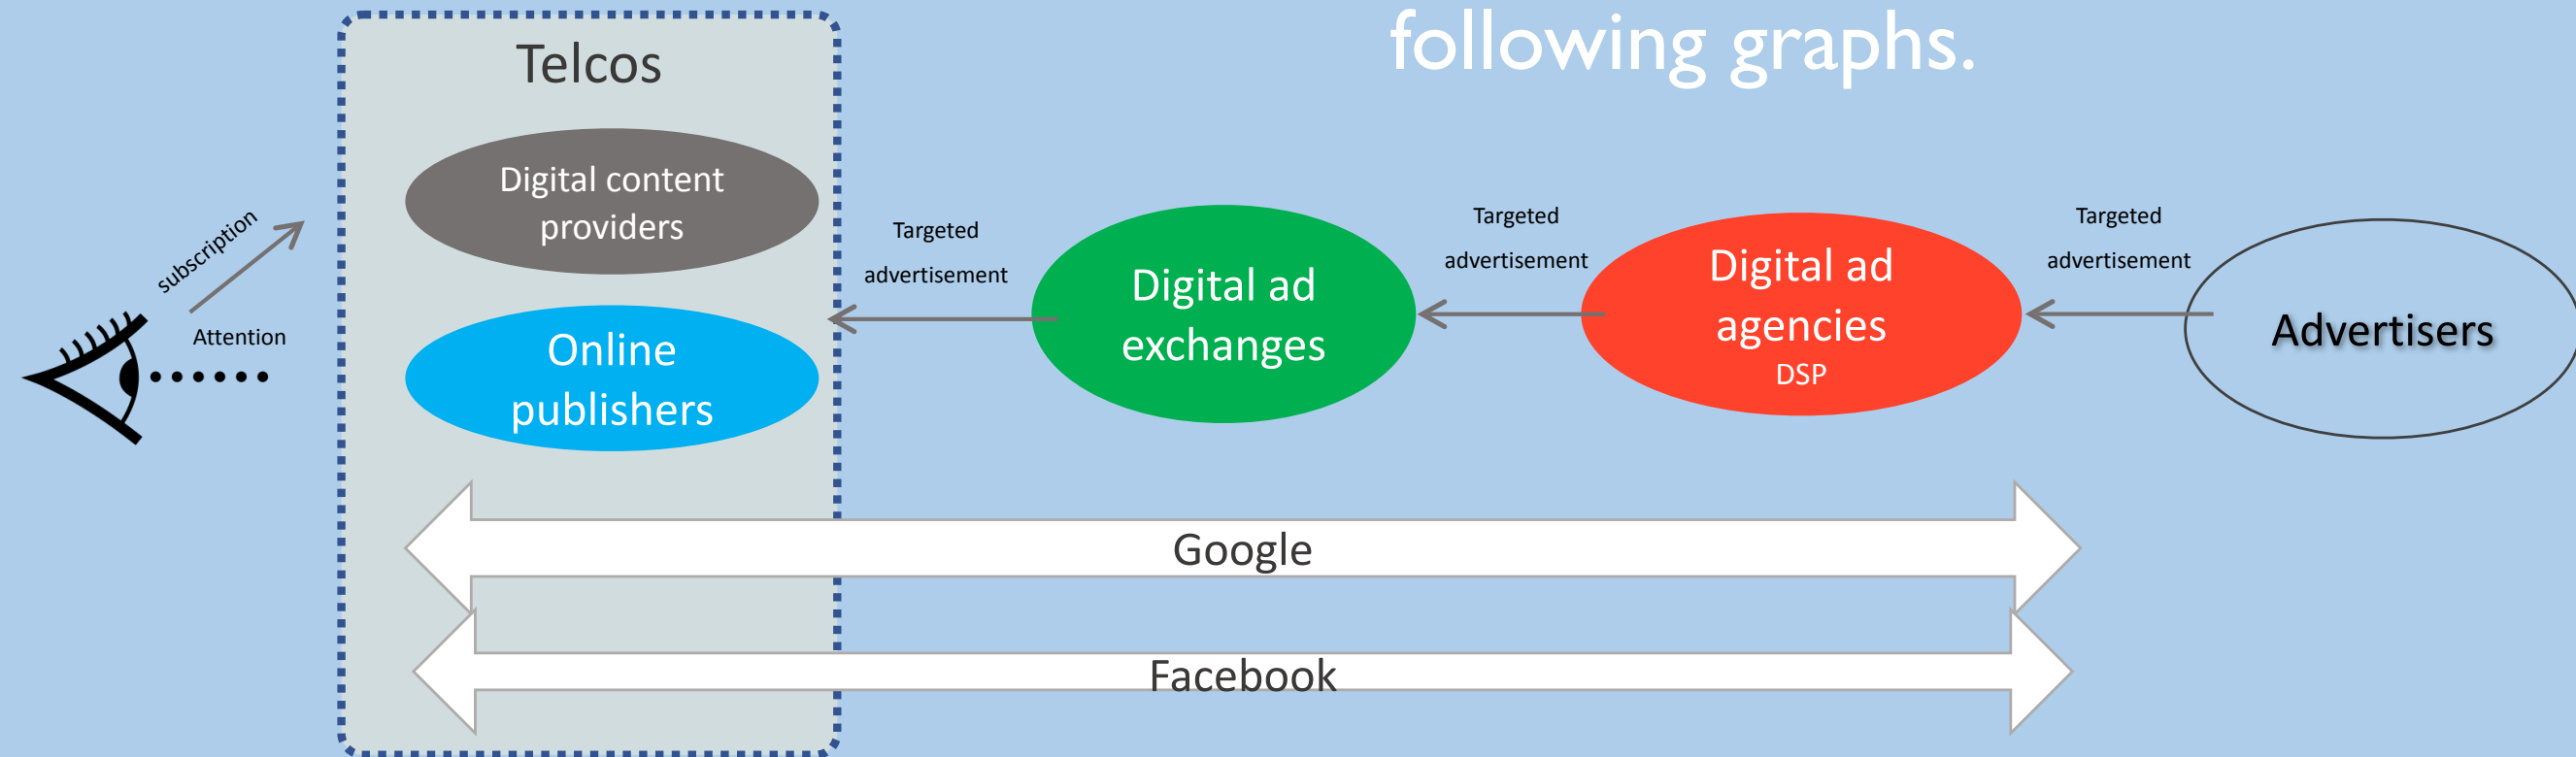 following graphs.
Telcos
Digital content
providers
subscription
Attention
Online
publishers
Targeted
advertisement
Digital ad
exchanges
Targeted
advertisement
Digital ad
agencies
DSP
Targeted
advertisement
Advertisers
Google
Facebook